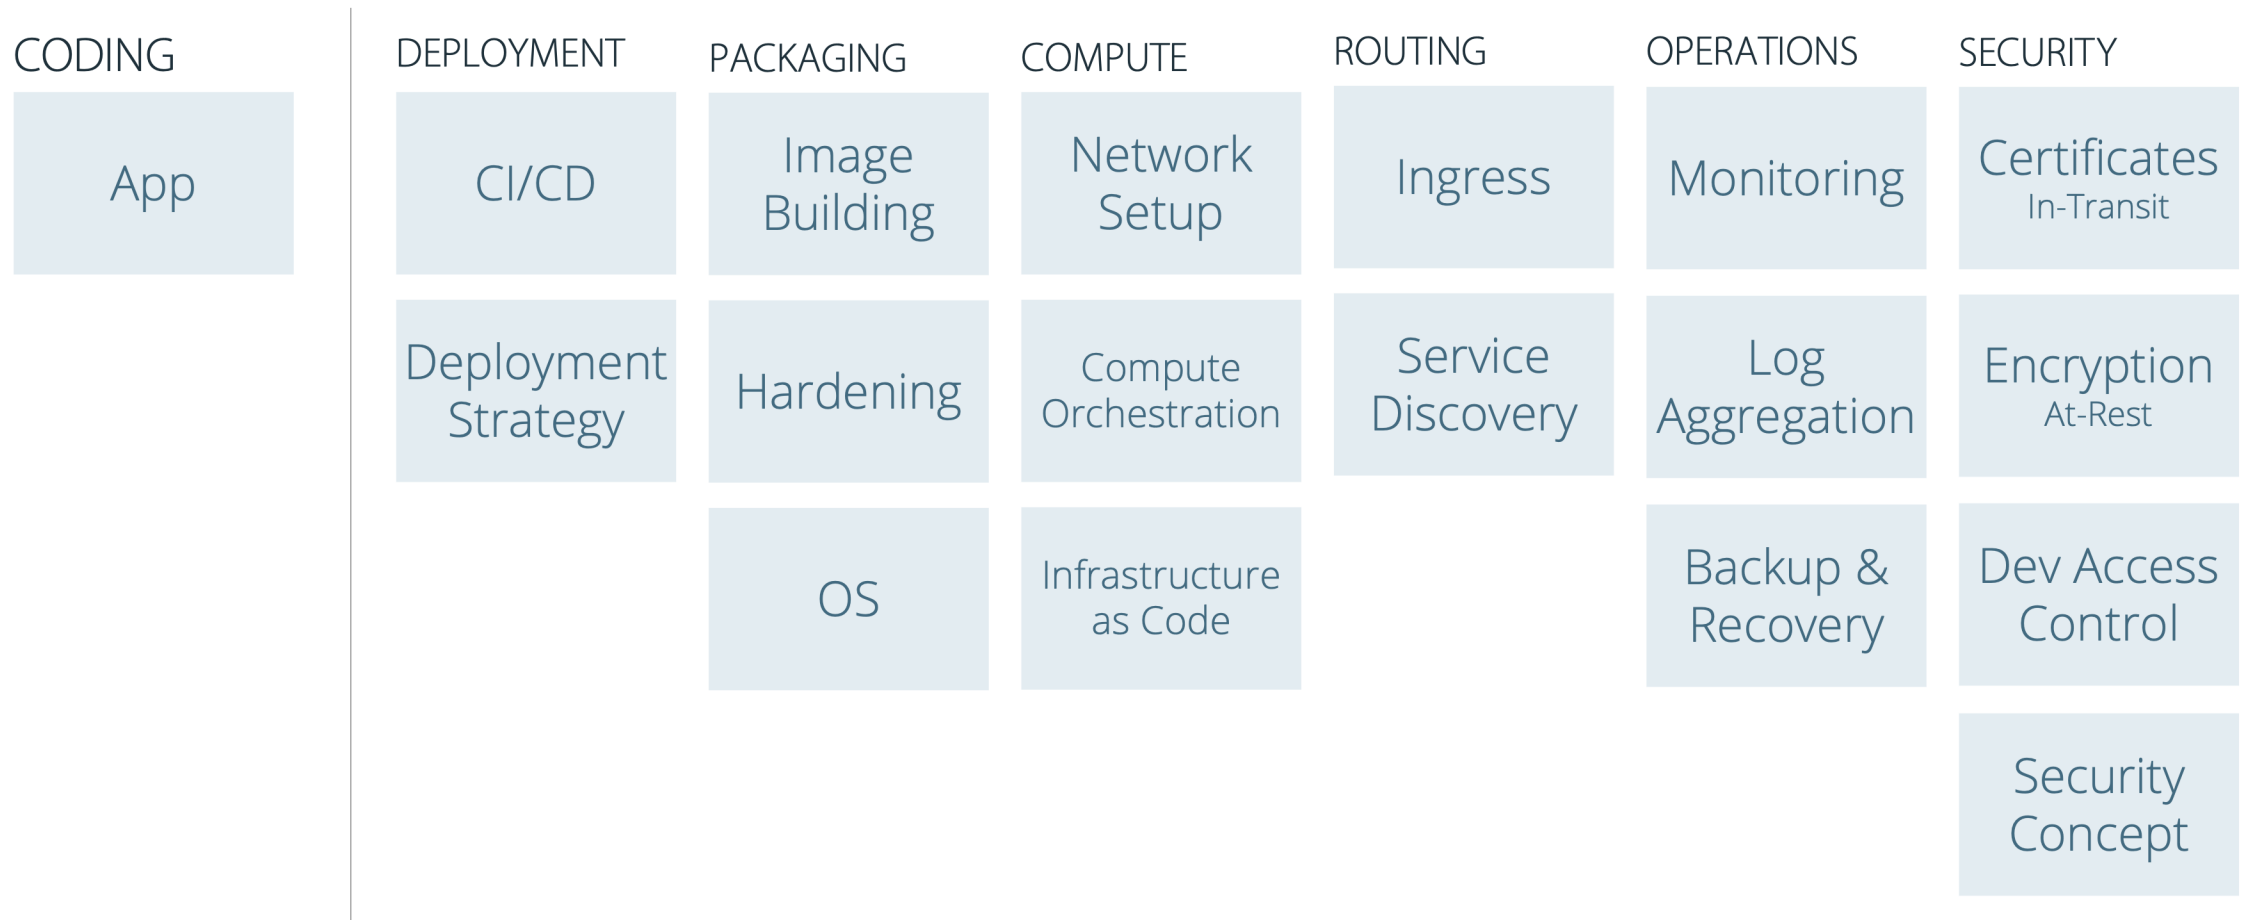 CODING
App
DEPLOYMENT
CI/CD
Deployment
Strategy
PACKAGING
Image
Building
Hardening
OS
COMPUTE
Network
Setup
Compute
Orchestration
Infrastructure
as Code
ROUTING
Ingress
Service
Discovery
OPERATIONS
Monitoring
Log
Aggregation
Backup &
Recovery
SECURITY
Certificates
In-Transit
Encryption
At-Rest
Dev Access
Control
Security
Concept